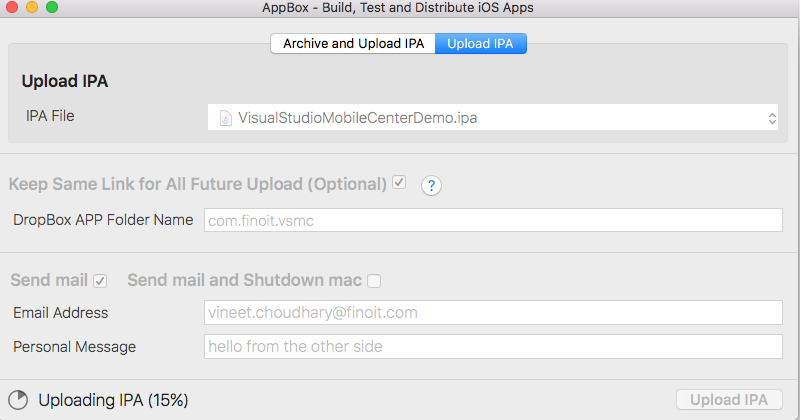 AppBox - Build, Test and Distribute iOS Apps
Archive and Upload IPA Upload IPA
Upload IPA
IPA File VisualStudioMobileCenterDemo.ipa
Keep Same Link for All Future Upload (Optional) ?
DropBox APP Folder Name com.finoit.vsmc
Send mail Send mail and Shutdown mac
Email Address vineet.choudhary@finoit.com
Personal Message hello from the other side
Uploading IPA (15%) Upload IPA